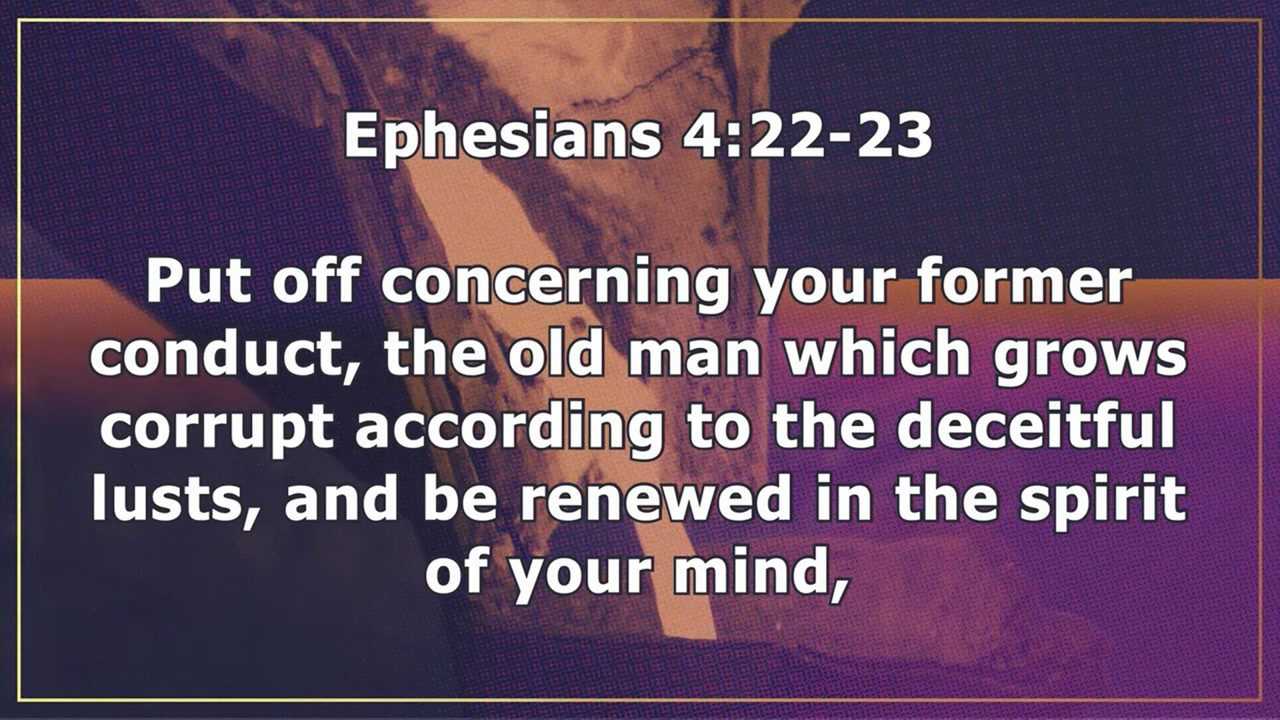 Ephesians 4:22-23
Put off concerning your former
conduct, the old man which grows
corrupt according to the deceitful
lusts, and be renewed in the spirit
of your mind,